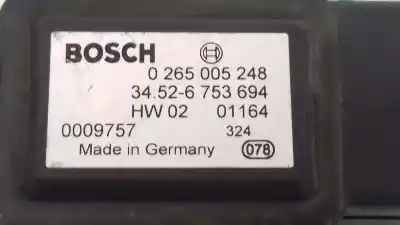 BOSCH
0 265 005 248
34.52-6 753 694
HW 02 01164
0009757 324
Made in Germany 078